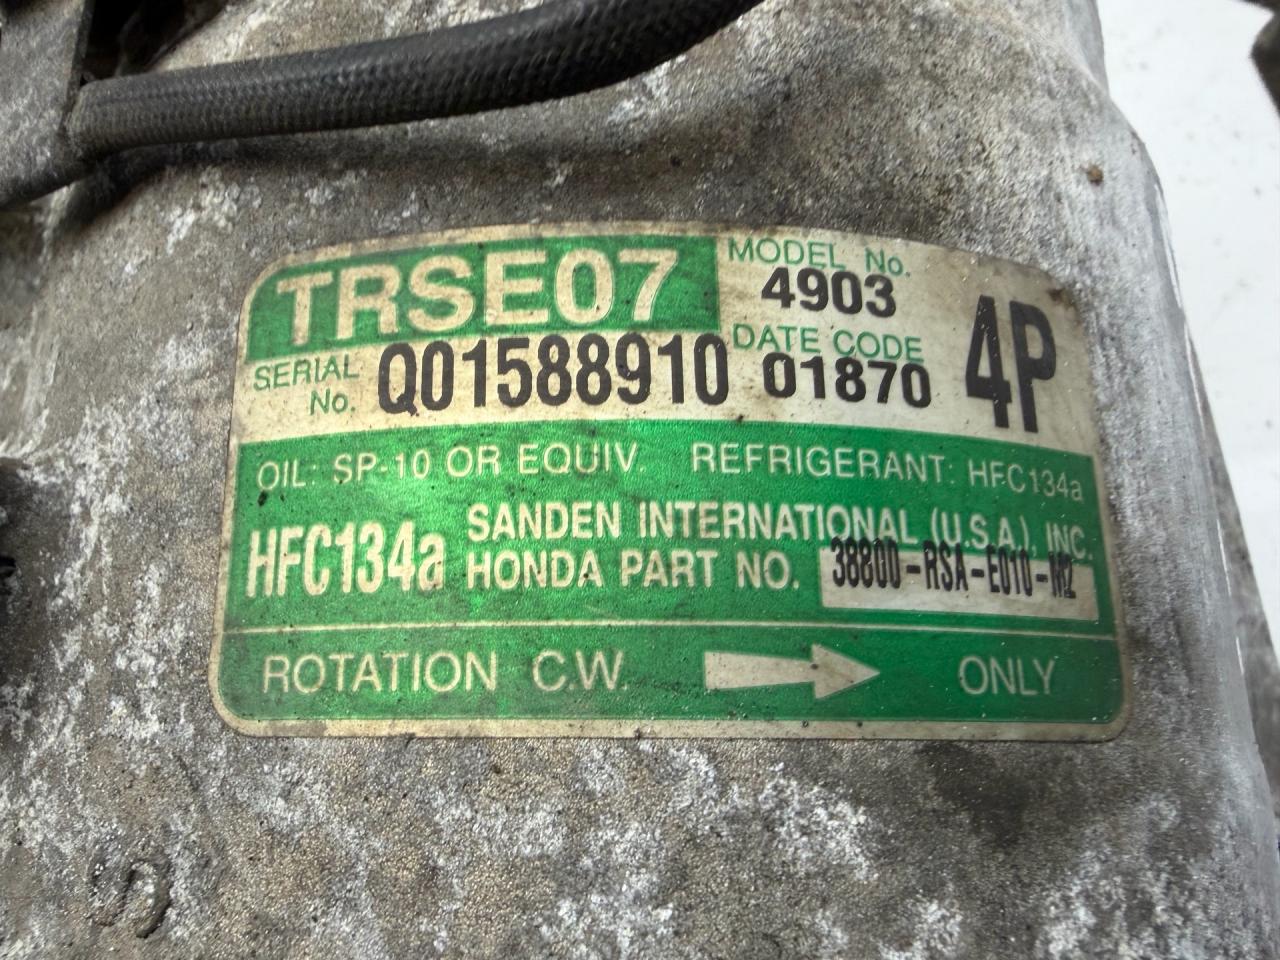 TRSE07
MODEL No.
4903
SERIAL No. Q01588910
DATE CODE
01870
4P
OIL: SP-10 OR EQUIV. REFRIGERANT: HFC134a
HFC134a
SANDEN INTERNATIONAL (U.S.A.) INC.
HONDA PART NO. 38800-RSA-E010-M2
ROTATION C.W. ONLY